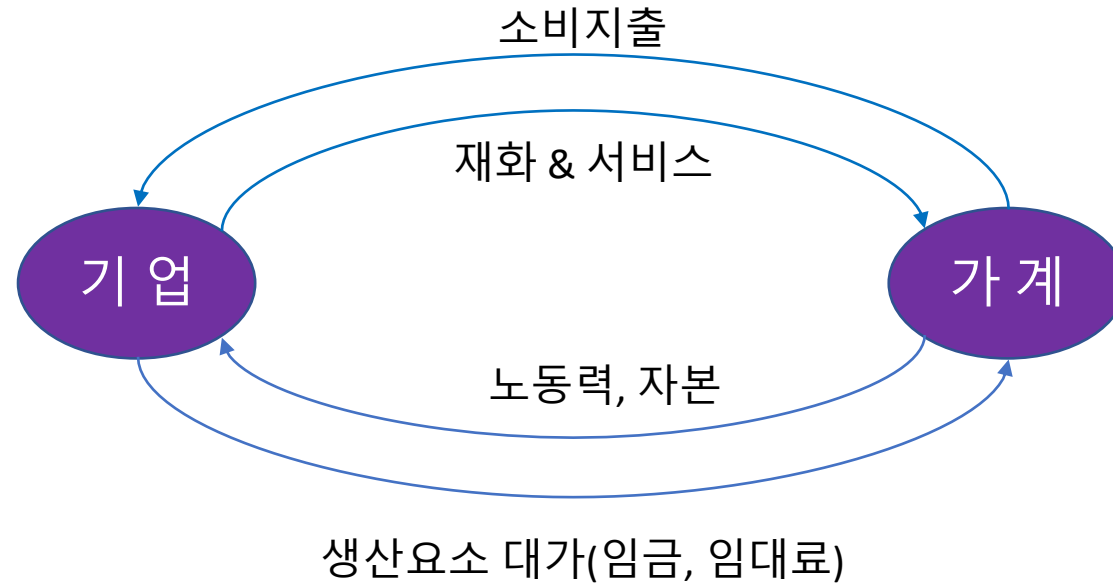 소비지출
재화 & 서비스
기 업
가 계
노동력, 자본
생산요소 대가(임금, 임대료)